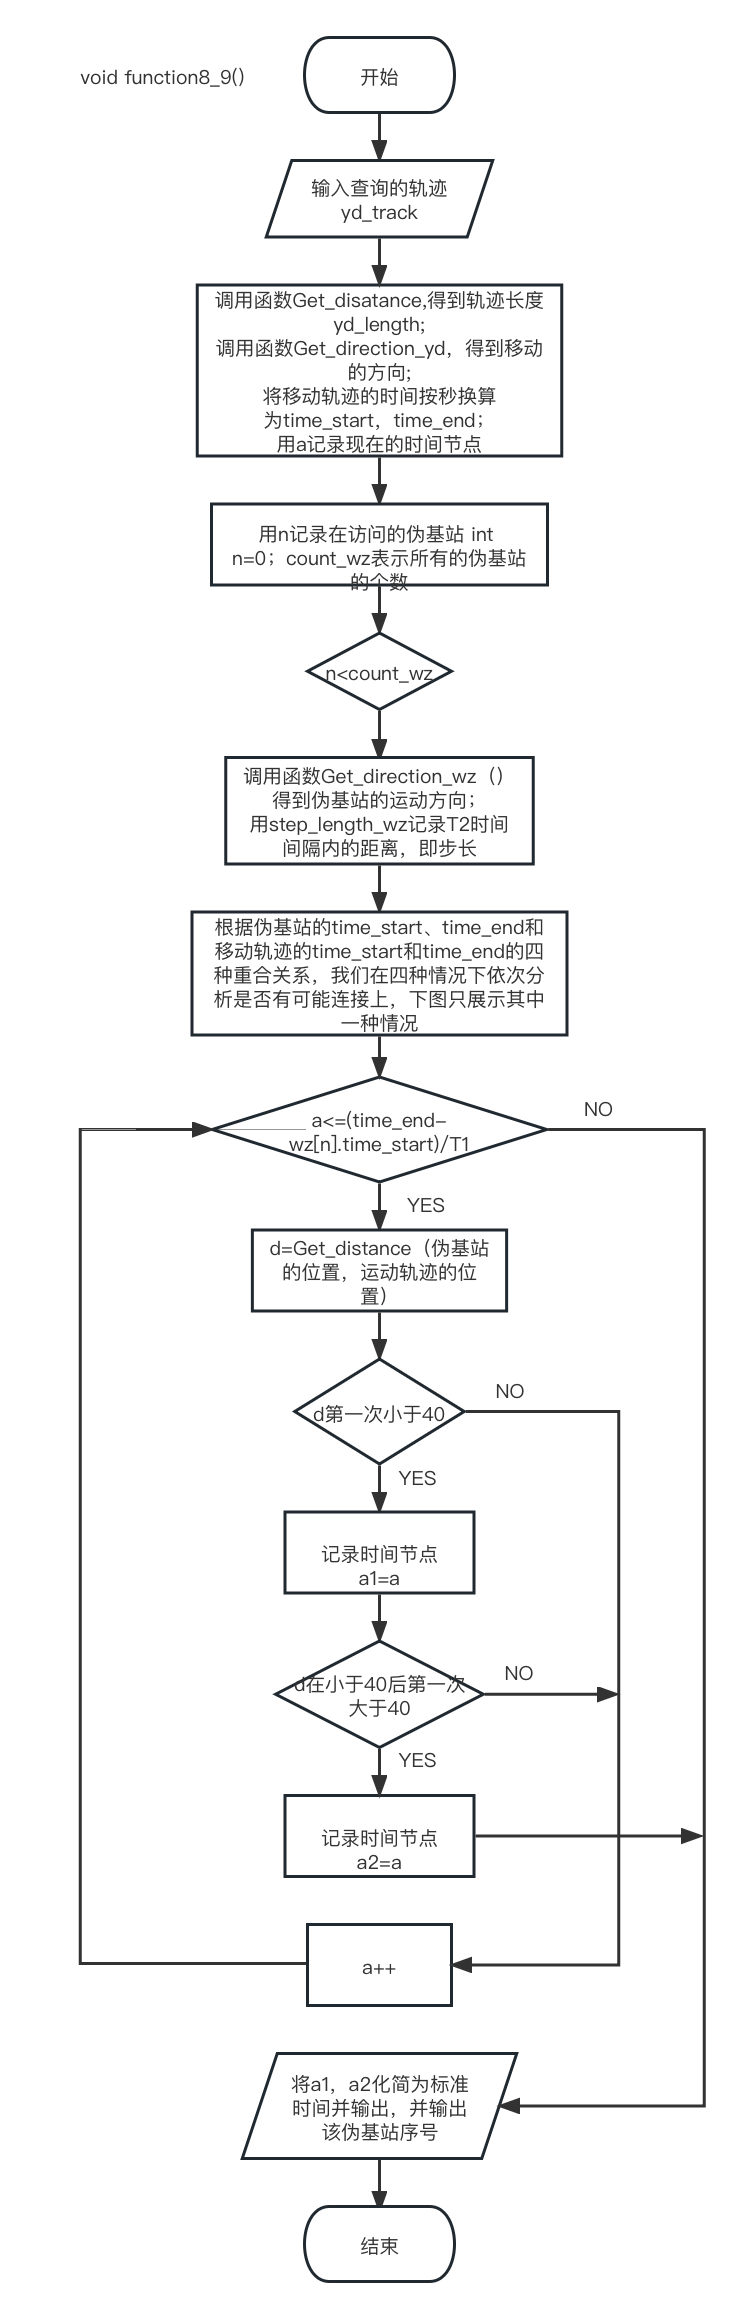 void function8_9()
开始
输入查询的轨迹
yd_track
调用函数Get_disatance,得到轨迹长度
yd_length;
调用函数Get_direction_yd，得到移动
的方向;
将移动轨迹的时间按秒换算
为time_start，time_end；
用a记录现在的时间节点
用n记录在访问的伪基站 int
n=0；count_wz表示所有的伪基站
的个数
n<count_wz
调用函数Get_direction_wz（）
得到伪基站的运动方向；
用step_length_wz记录T2时间
间隔内的距离，即步长
根据伪基站的time_start、time_end和
移动轨迹的time_start和time_end的四
种重合关系，我们在四种情况下依次分
析是否有可能连接上，下图只展示其中
一种情况
a<=(time_end-
wz[n].time_start)/T1
NO
YES
d=Get_distance（伪基站
的位置，运动轨迹的位
置）
d第一次小于40
NO
YES
记录时间节点
a1=a
d在小于40后第一次
大于40
NO
YES
记录时间节点
a2=a
a++
将a1，a2化简为标准
时间并输出，并输出
该伪基站序号
结束